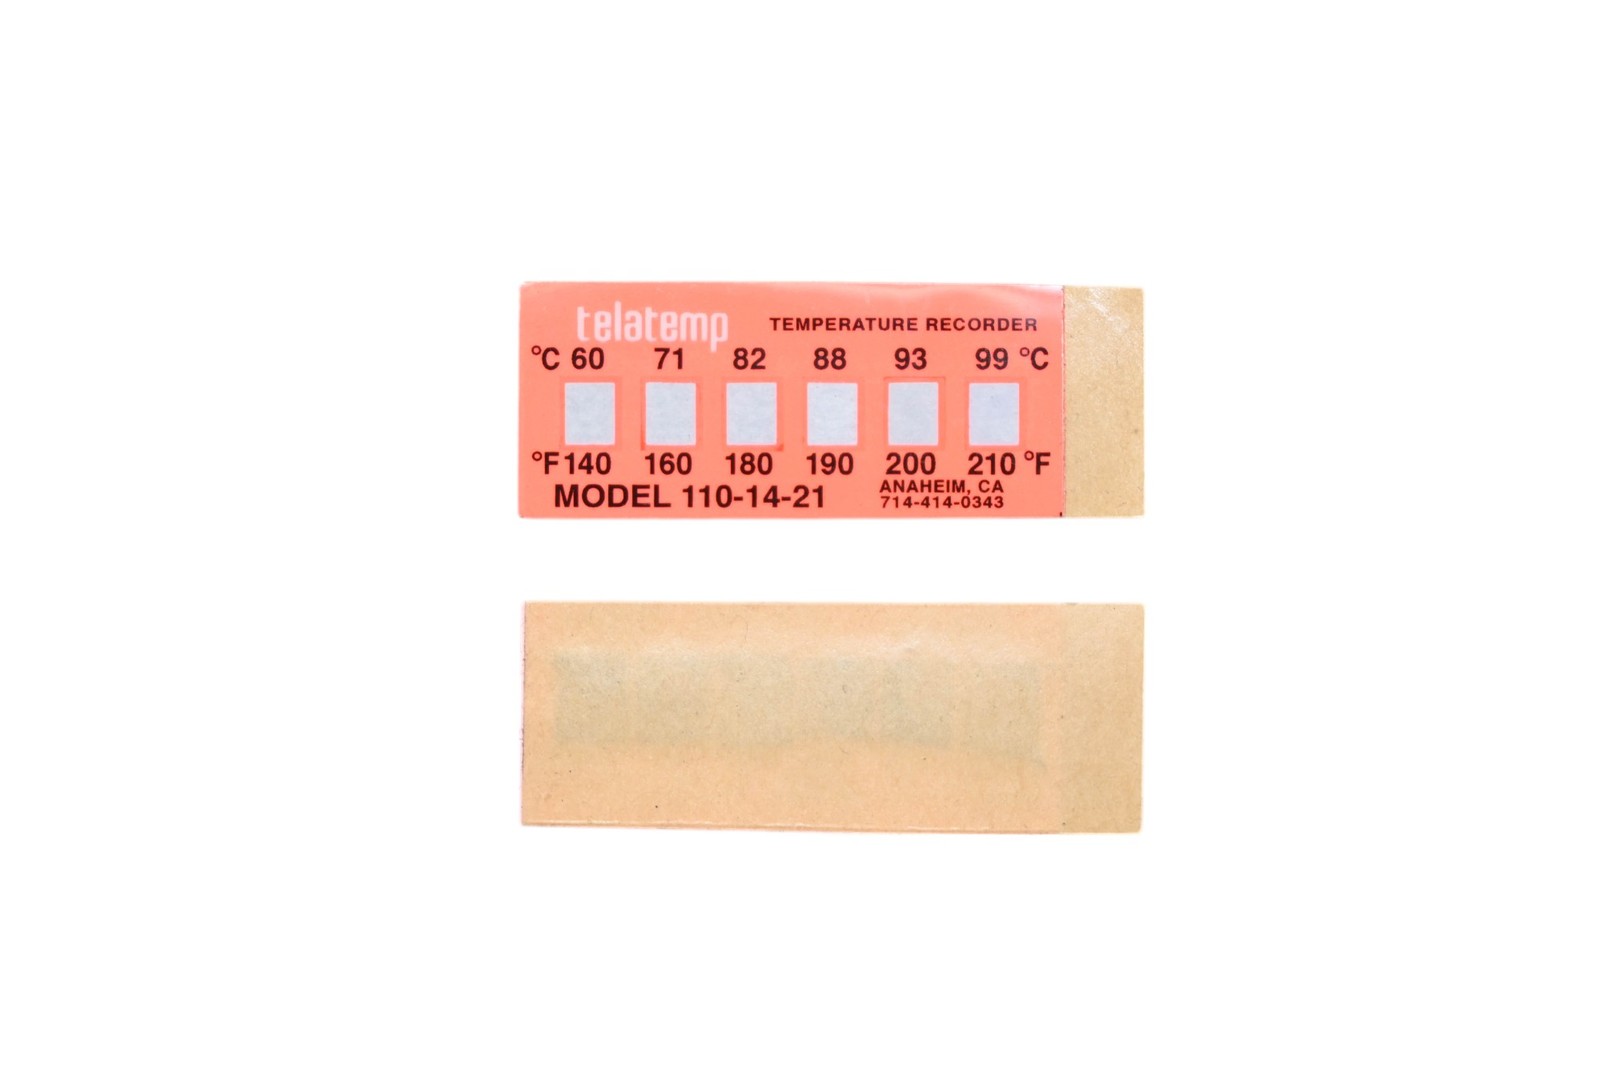 telatemp TEMPERATURE RECORDER
°C 60 71 82 88 93 99 °C
°F 140 160 180 190 200 210 °F
MODEL 110-14-21
ANAHEIM, CA
714-414-0343